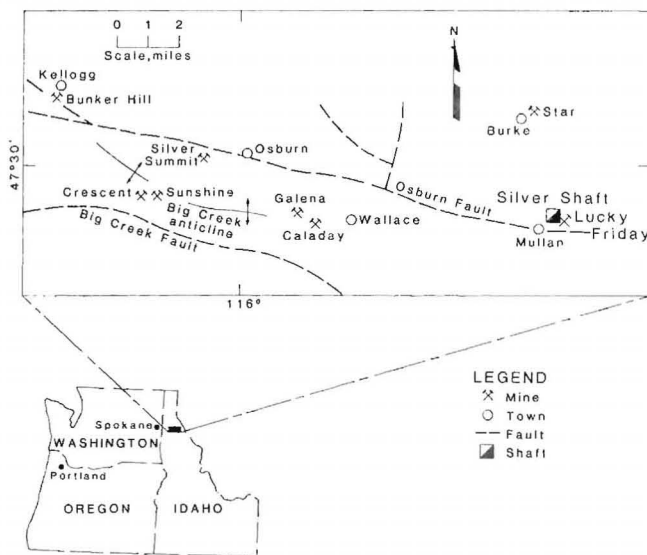 0 1 2
Scale, miles
N
Kellogg
Bunker Hill
Star
Burke
47°30'
Silver
Summit
Osburn
Crescent
Sunshine
Galena
Big Creek
anticline
Big Creek Fault
Caladay
Wallace
Osburn Fault
Silver Shaft
Lucky
Friday
Mullan
116°
LEGEND
Mine
Town
Fault
Shaft
Spokane
WASHINGTON
Portland
OREGON
IDAHO